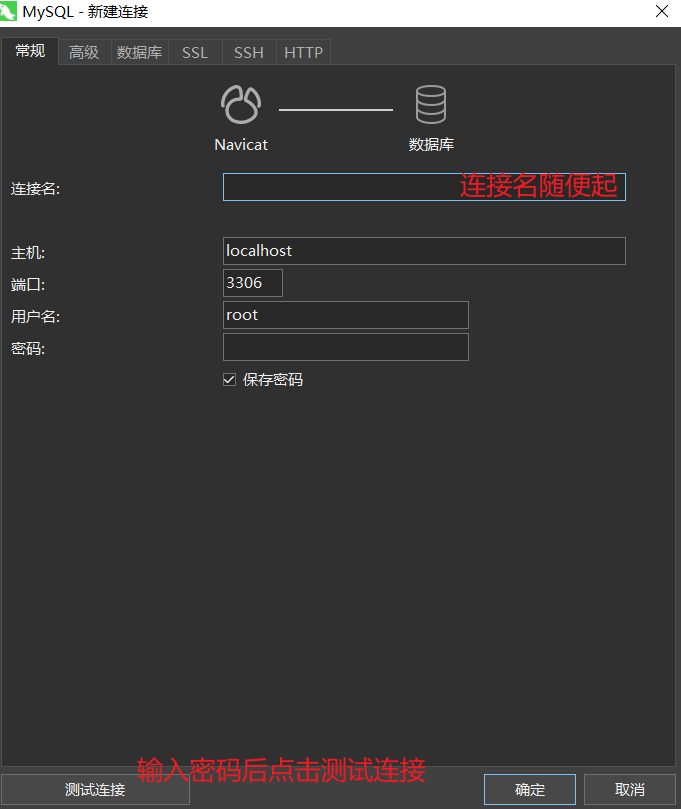 MySQL - 新建连接
常规 高级 数据库 SSL SSH HTTP
Navicat 数据库
连接名: 连接名随便起
主机: localhost
端口: 3306
用户名: root
密码:
保存密码
输入密码后点击测试连接
测试连接 确定 取消